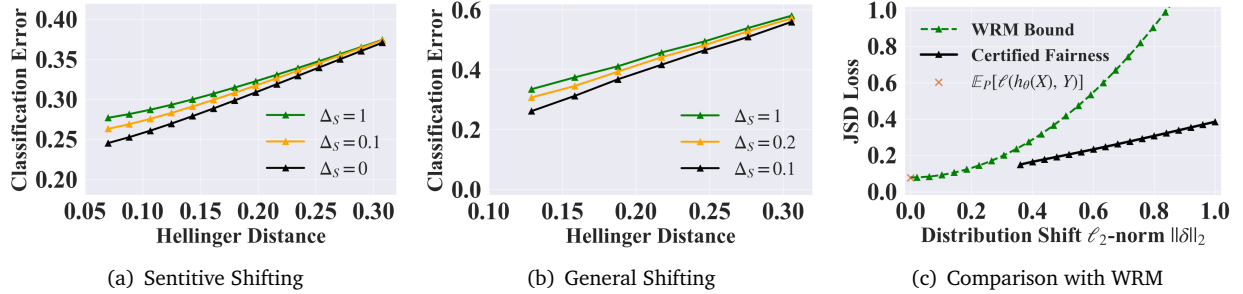 0.40
0.35
0.30
0.25
0.20
Classification Error
Δ_S = 1
Δ_S = 0.1
Δ_S = 0
0.05 0.10 0.15 0.20 0.25 0.30
Hellinger Distance
(a) Sentitive Shifting
0.6
0.4
0.2
0.0
Classification Error
Δ_S = 1
Δ_S = 0.2
Δ_S = 0.1
0.10 0.15 0.20 0.25 0.30
Hellinger Distance
(b) General Shifting
1.0
0.8
0.6
0.4
0.2
0.0
JSD Loss
WRM Bound
Certified Fairness
𝔼_P[ℓ(h_θ(X), Y)]
0.0 0.2 0.4 0.6 0.8 1.0
Distribution Shift ℓ₂-norm ||δ||₂
(c) Comparison with WRM